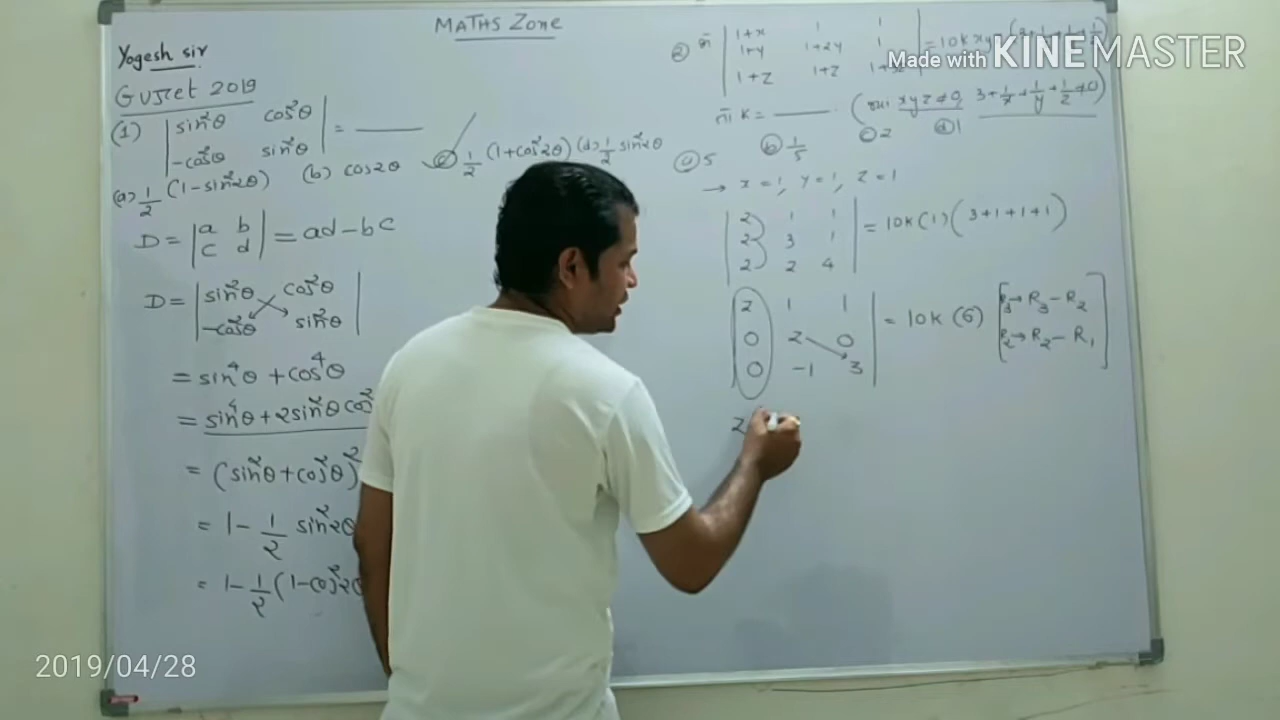 MATHS Zone
Yogesh sir
GUJCET 2019
(1) | sin²θ cos²θ |
| -cos²θ sin²θ | = ______
(a) 1/2 (1-sin²2θ) (b) cos2θ ✓(c) 1/2 (1+cos²2θ) (d) 1/2 sin²2θ
D = | a b |
| c d | = ad-bc
D = | sin²θ cos²θ |
| -cos²θ sin²θ |
= sin⁴θ + cos⁴θ
= sin⁴θ + 2sin²θ cos²
= (sin²θ + cos²θ)²
= 1 - 1/2 sin²2θ
= 1 - 1/2 (1-cos²2θ
② | 1+x 1 1 |
| 1+y 1+2y 1 | = 10kxy
| 1+z 1+z
K = ______ (xyz ≠ 0, 3 + 1/x + 1/y + 1/z ≠ 0)
ⓐ 5 ⓑ 1/5 ⓒ 2 ⓓ 1
→ x = 1, y = 1, z = 1
| 2 1 1 |
| 2 3 1 | = 10k(1)(3+1+1+1)
| 2 2 4 |
| 2 1 1 |
| 0 2 0 | = 10k(6) [R₃→R₃-R₂
| 0 -1 3 | R₂→R₂-R₁]
2
Made with KINEMASTER
2019/04/28